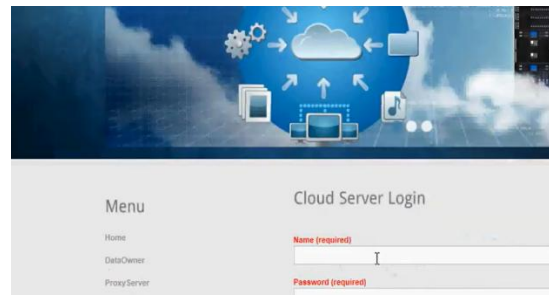 Menu
Home
DataOwner
ProxyServer
Cloud Server Login
Name (required)
Password (required)